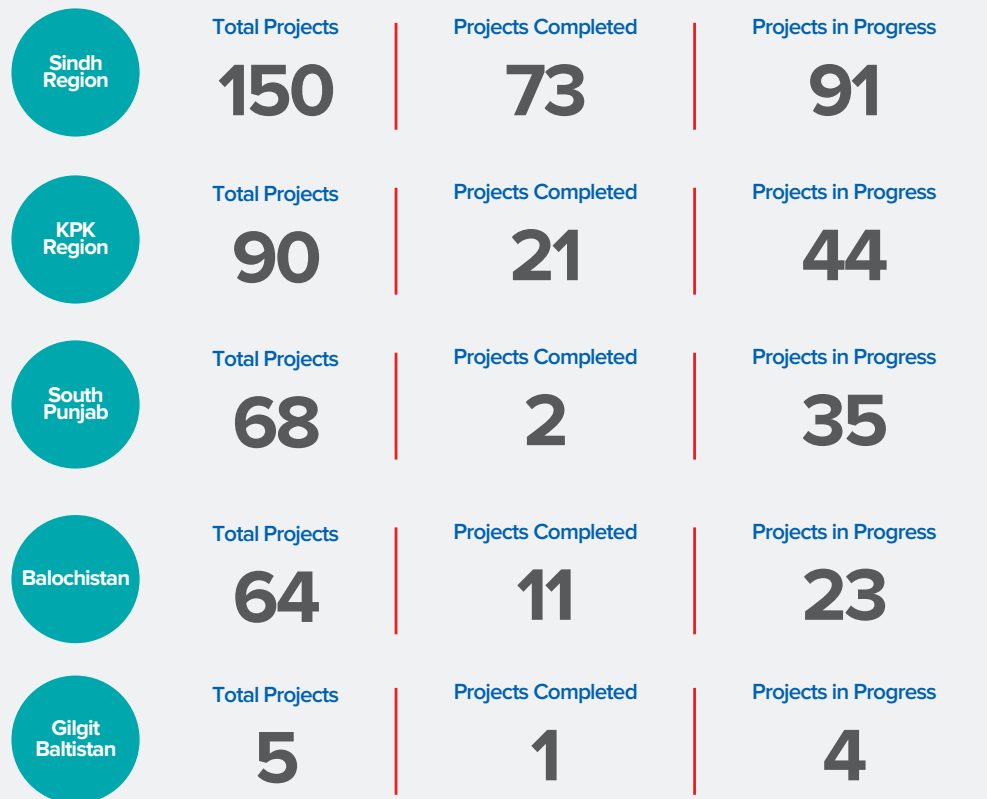 Sindh
Region
Total Projects
150
Projects Completed
73
Projects in Progress
91
KPK
Region
Total Projects
90
Projects Completed
21
Projects in Progress
44
South
Punjab
Total Projects
68
Projects Completed
2
Projects in Progress
35
Balochistan
Total Projects
64
Projects Completed
11
Projects in Progress
23
Gilgit
Baltistan
Total Projects
5
Projects Completed
1
Projects in Progress
4